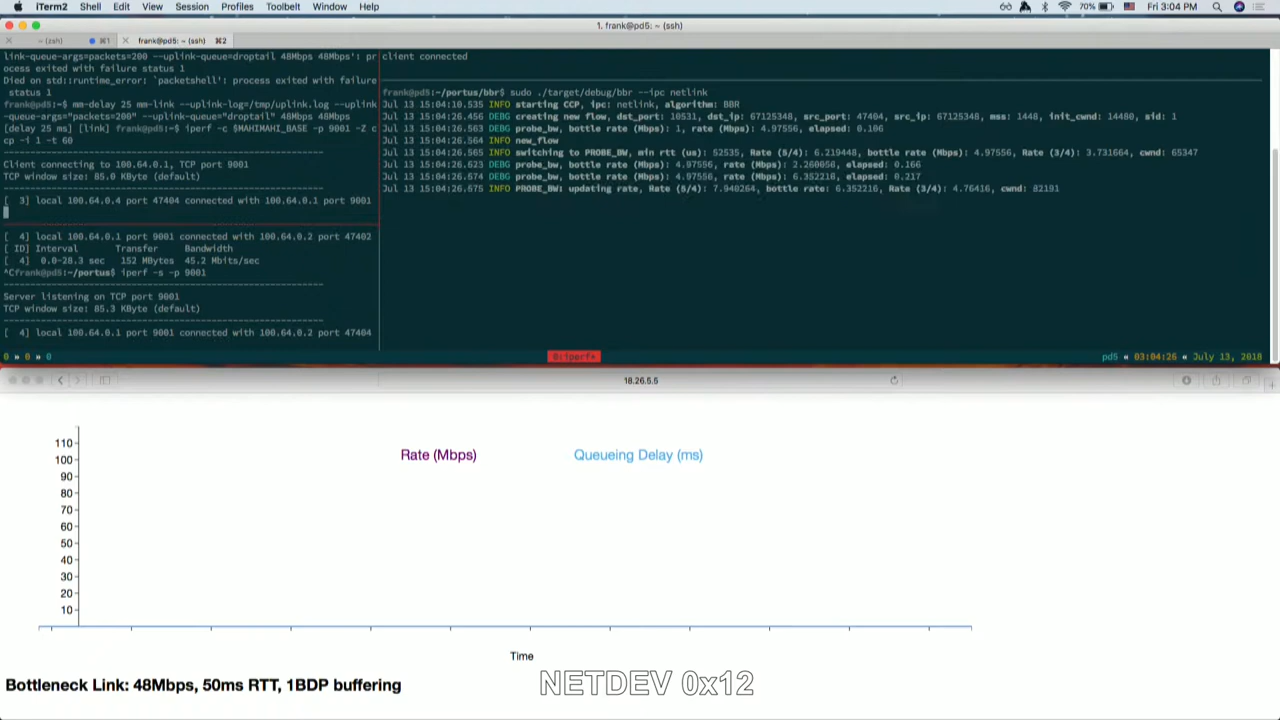 iTerm2 Shell Edit View Session Profiles Toolbelt Window Help 70% Fri 3:04 PM
1. frank@pd5: ~ (ssh)
~ (zsh) ⌘1 frank@pd5: ~ (ssh) ⌘2
link-queue-args=packets=200 --uplink-queue=droptail 48Mbps 48Mbps': pr
ocess exited with failure status 1
Died on std::runtime_error: `packetshell': process exited with failure
status 1
frank@pd5:~$ mm-delay 25 mm-link --uplink-log=/tmp/uplink.log --uplink
-queue-args="packets=200" --uplink-queue="droptail" 48Mbps 48Mbps
[delay 25 ms] [link] frank@pd5:~$ iperf -c $MAHIMAHI_BASE -p 9001 -Z c
cp -i 1 -t 60
------------------------------------------------------------
Client connecting to 100.64.0.1, TCP port 9001
TCP window size: 85.0 KByte (default)
------------------------------------------------------------
[  3] local 100.64.0.4 port 47404 connected with 100.64.0.1 port 9001
[  4] local 100.64.0.1 port 9001 connected with 100.64.0.2 port 47402
[ ID] Interval       Transfer     Bandwidth
[  4]  0.0-28.3 sec   152 MBytes  45.2 Mbits/sec
^Cfrank@pd5:~/portus$ iperf -s -p 9001
------------------------------------------------------------
Server listening on TCP port 9001
TCP window size: 85.3 KByte (default)
------------------------------------------------------------
[  4] local 100.64.0.1 port 9001 connected with 100.64.0.2 port 47404
client connected
frank@pd5:~/portus/bbr$ sudo ./target/debug/bbr --ipc netlink
Jul 13 15:04:10.535 INFO starting CCP, ipc: netlink, algorithm: BBR
Jul 13 15:04:26.456 DEBG creating new flow, dst_port: 10531, dst_ip: 67125348, src_port: 47404, src_ip: 67125348, mss: 1448, init_cwnd: 14480, sid: 1
Jul 13 15:04:26.563 DEBG probe_bw, bottle rate (Mbps): 1, rate (Mbps): 4.97556, elapsed: 0.106
Jul 13 15:04:26.564 INFO new_flow
Jul 13 15:04:26.565 INFO switching to PROBE_BW, min rtt (us): 52535, Rate (5/4): 6.219448, bottle rate (Mbps): 4.97556, Rate (3/4): 3.731664, cwnd: 65347
Jul 13 15:04:26.623 DEBG probe_bw, bottle rate (Mbps): 4.97556, rate (Mbps): 2.260056, elapsed: 0.166
Jul 13 15:04:26.574 DEBG probe_bw, bottle rate (Mbps): 4.97556, rate (Mbps): 6.352216, elapsed: 0.217
Jul 13 15:04:26.675 INFO PROBE_BW: updating rate, Rate (5/4): 7.940264, bottle rate: 6.352216, Rate (3/4): 4.76416, cwnd: 82191
0 » 0 » 0 0:iperf* pd5 « 03:04:26 « July 13, 2018
18.26.5.5
Rate (Mbps) Queueing Delay (ms)
110
100
90
80
70
60
50
40
30
20
10
Time
Bottleneck Link: 48Mbps, 50ms RTT, 1BDP buffering
NETDEV 0x12